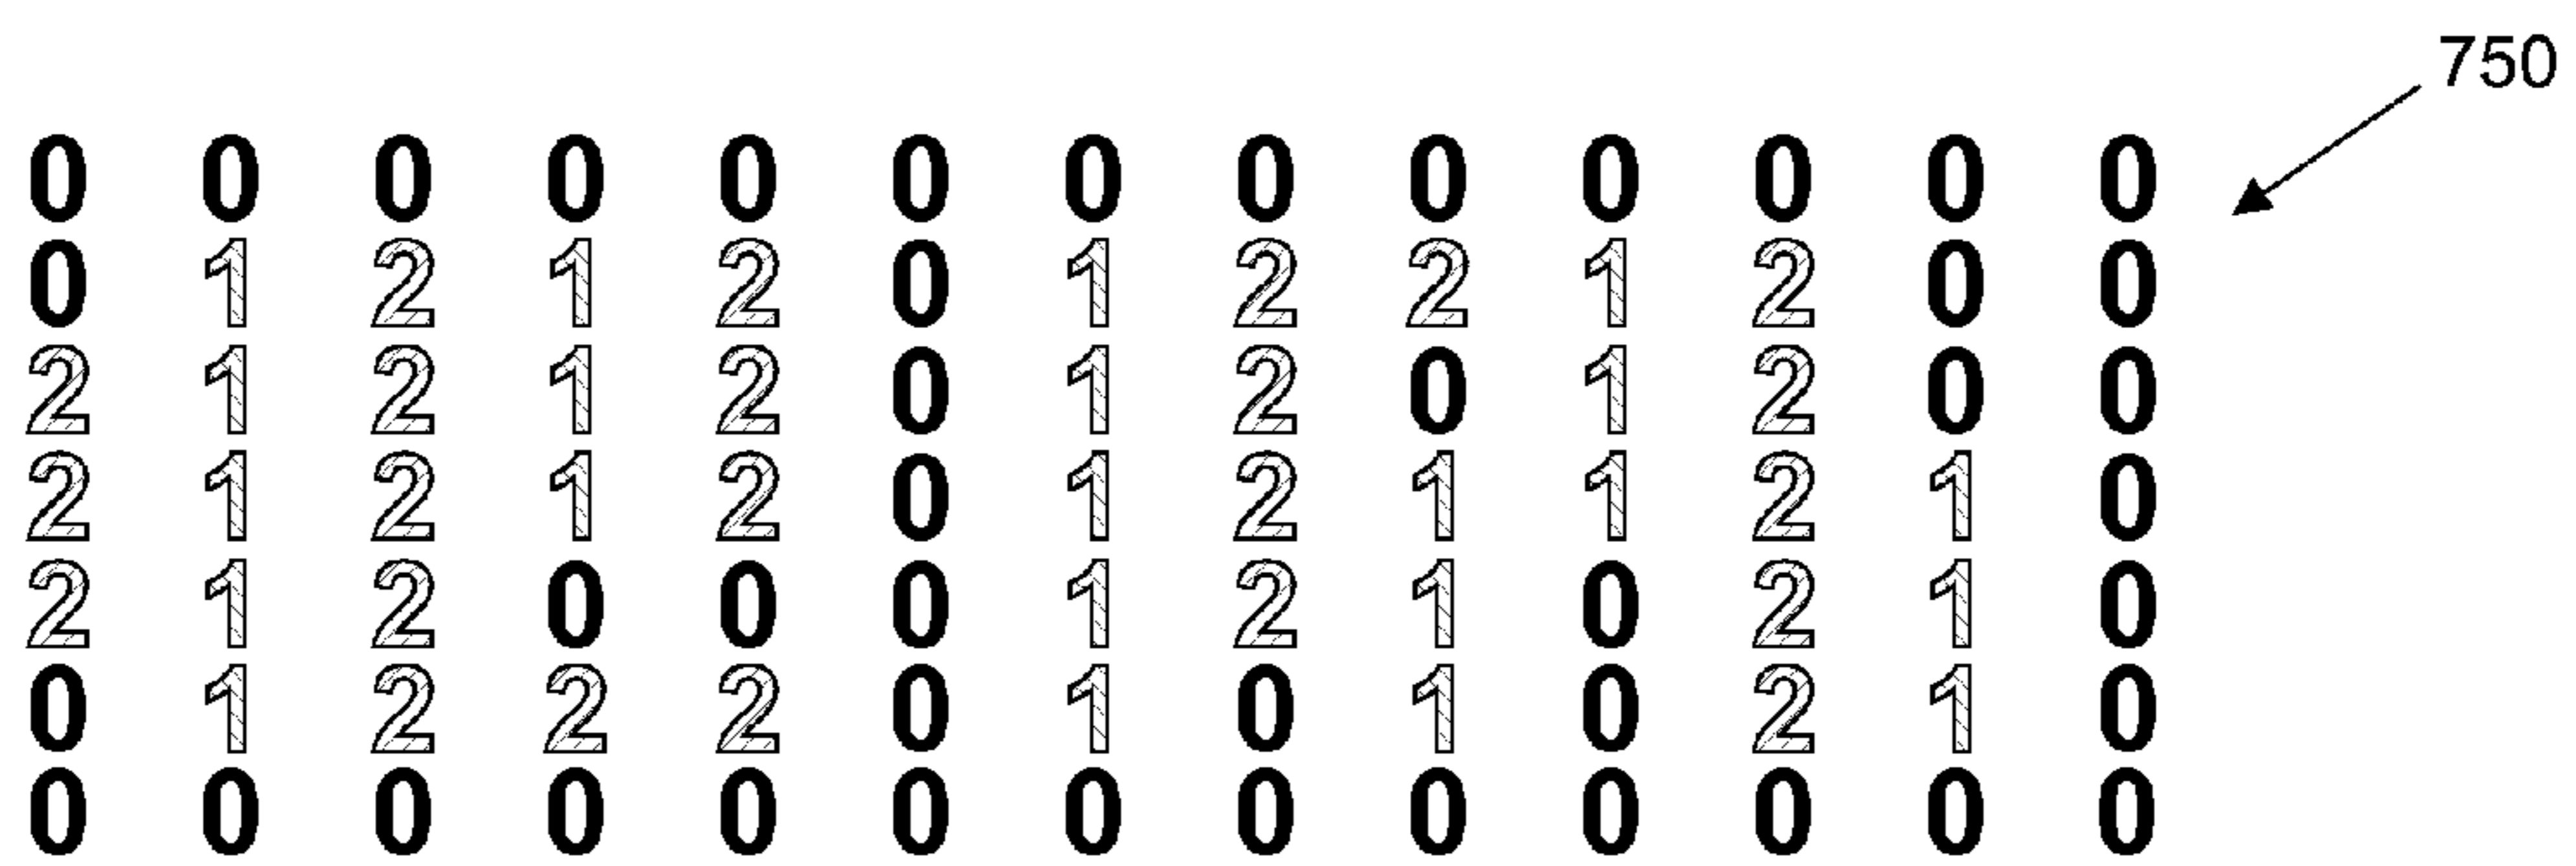 750
0 0 0 0 0 0 0 0 0 0 0 0 0
0 1 2 1 2 0 1 2 2 1 2 0 0
2 1 2 1 2 0 1 2 0 1 2 0 0
2 1 2 1 2 0 1 2 1 1 2 1 0
2 1 2 0 0 0 1 2 1 0 2 1 0
0 1 2 2 2 0 1 0 1 0 2 1 0
0 0 0 0 0 0 0 0 0 0 0 0 0